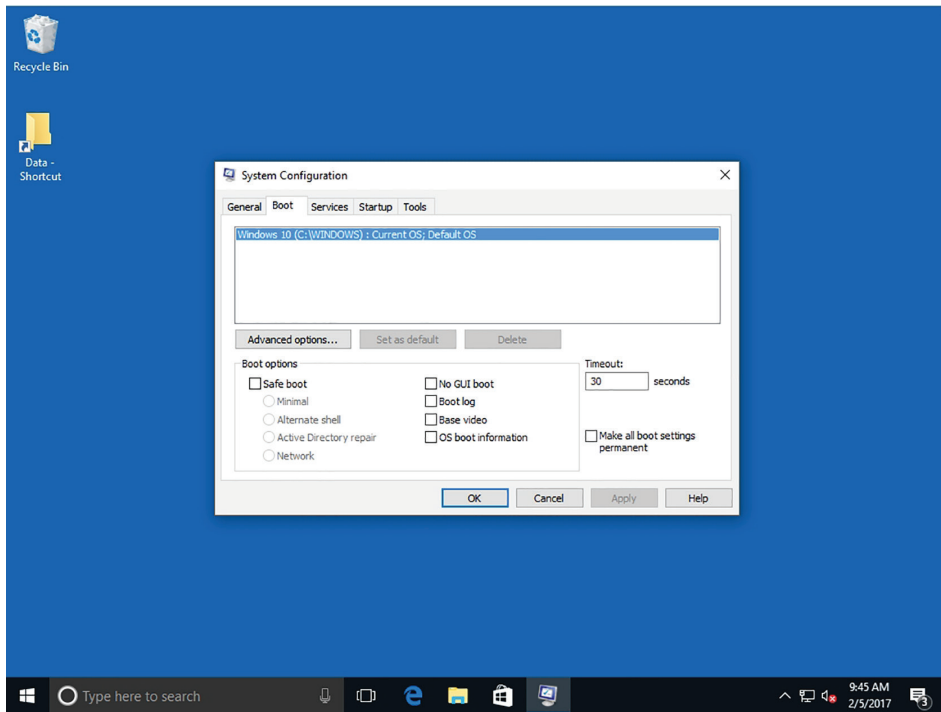 Recycle Bin
Data -
Shortcut
System Configuration
General Boot Services Startup Tools
Windows 10 (C:\WINDOWS) : Current OS; Default OS
Advanced options... Set as default Delete
Boot options
Timeout:
Safe boot
No GUI boot
30 seconds
Minimal
Boot log
Alternate shell
Base video
Active Directory repair
OS boot information
Make all boot settings
permanent
Network
OK Cancel Apply Help
Type here to search
9:45 AM
2/5/2017
3